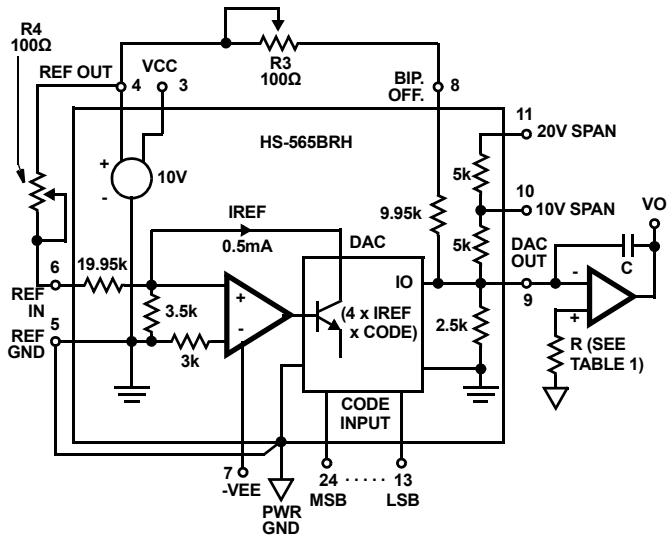 R4
100Ω
R3
100Ω
REF OUT
4
VCC
3
BIP.
OFF.
8
HS-565BRH
11
20V SPAN
+
-
10V
5k
10
10V SPAN
9.95k
5k
IREF
0.5mA
DAC
DAC
OUT
9
VO
C
6
19.95k
REF
IN
IO
3.5k
+
-
(4 x IREF
x CODE)
2.5k
-
+
5
REF
GND
3k
R (SEE
TABLE 1)
CODE
INPUT
7
-VEE
PWR
GND
24 . . . . . 13
MSB
LSB